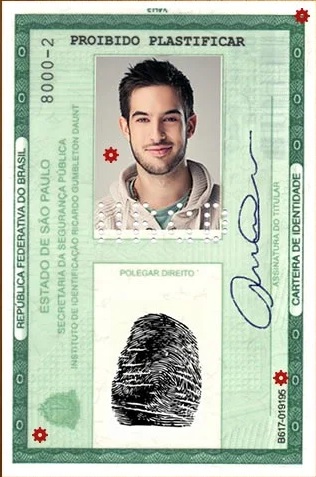 PROIBIDO PLASTIFICAR
8000-2
REPÚBLICA FEDERATIVA DO BRASIL
ESTADO DE SÃO PAULO
SECRETARIA DA SEGURANÇA PÚBLICA
INSTITUTO DE IDENTIFICAÇÃO RICARDO GUMBLETON DAUNT
POLEGAR DIREITO
ASSINATURA DO TITULAR
CARTEIRA DE IDENTIDADE
B617-019195